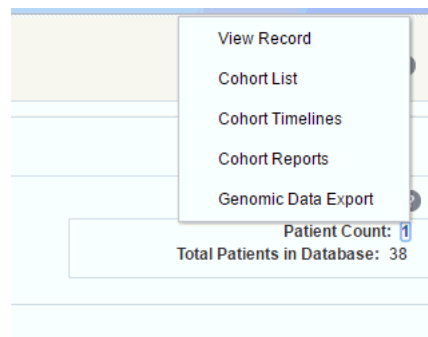 View Record
Cohort List
Cohort Timelines
Cohort Reports
Genomic Data Export
Patient Count: 1
Total Patients in Database: 38